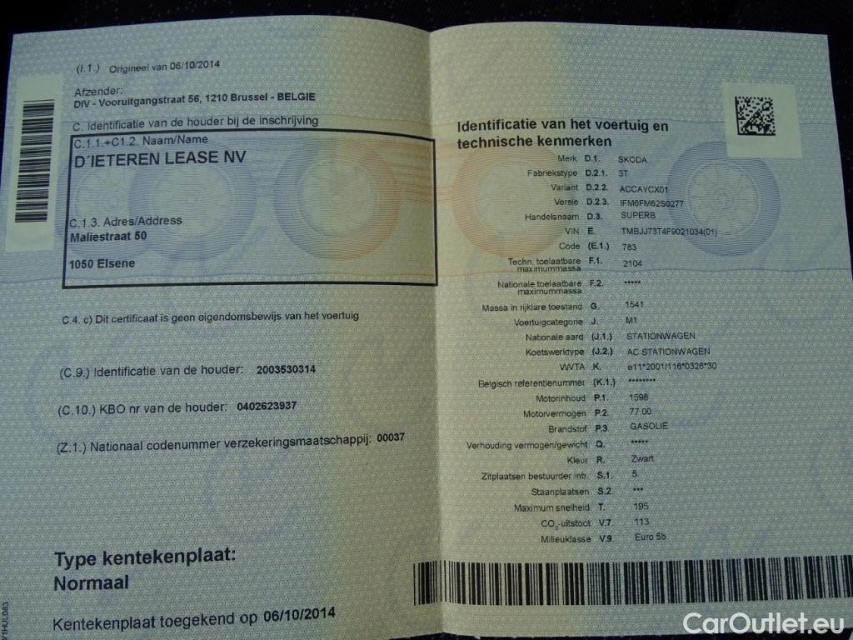 (I.1.) Origineel van 06/10/2014
Afzender:
DIV - Vooruitgangstraat 56, 1210 Brussel - BELGIE
C. Identificatie van de houder bij de inschrijving
C.1.1.+C1.2. Naam/Name
D'IETEREN LEASE NV
C.1.3. Adres/Address
Maliestraat 50
1050 Elsene
C.4. c) Dit certificaat is geen eigendomsbewijs van het voertuig
(C.9.) Identificatie van de houder: 2003530314
(C.10.) KBO nr van de houder: 0402623937
(Z.1.) Nationaal codenummer verzekeringsmaatschappij: 00037
Type kentekenplaat:
Normaal
Kentekenplaat toegekend op 06/10/2014
Identificatie van het voertuig en
technische kenmerken
Merk D.1. SKODA
Fabriekstype D.2.1. 3T
Variant D.2.2. ACCAYCX01
Versie D.2.3. IFM6FM6250277
Handelsnaam D.3. SUPERB
VIN E. TMBJJ73T4F9021034(01)
Code (E.1.) 783
Techn. toelaatbare F.1. 2104
maximummassa
Nationale toelaatbare F.2. *****
maximummassa
Massa in rijklare toestand G. 1541
Voertuigcategorie J. M1
Nationale aard (J.1.) STATIONWAGEN
Koetswerktype (J.2.) AC STATIONWAGEN
WVTA K. e11*2001/116*0326*30
Belgisch referentienummer (K.1.) ********
Motorinhoud P.1. 1598
Motorvermogen P.2. 77.00
Brandstof P.3. GASOLIE
Verhouding vermogen/gewicht Q. *****
Kleur R. Zwart
Zitplaatsen bestuurder inb. S.1. 5
Staanplaatsen S.2. ***
Maximum snelheid T. 195
CO₂-uitstoot V.7. 113
Milieuklasse V.9. Euro 5b
CarOutlet.eu